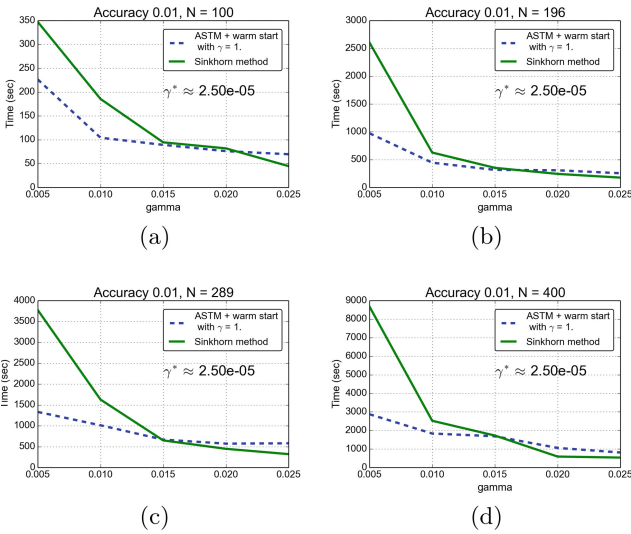 Accuracy 0.01, N = 100
350
300
250
200
150
100
50
0
Time (sec)
ASTM + warm start
with γ = 1.
Sinkhorn method
γ* ≈ 2.50e-05
0.005 0.010 0.015 0.020 0.025
gamma
(a)
Accuracy 0.01, N = 196
3000
2500
2000
1500
1000
500
0
Time (sec)
ASTM + warm start
with γ = 1.
Sinkhorn method
γ* ≈ 2.50e-05
0.005 0.010 0.015 0.020 0.025
gamma
(b)
Accuracy 0.01, N = 289
4000
3500
3000
2500
2000
1500
1000
500
0
Time (sec)
ASTM + warm start
with γ = 1.
Sinkhorn method
γ* ≈ 2.50e-05
0.005 0.010 0.015 0.020 0.025
(c)
Accuracy 0.01, N = 400
9000
8000
7000
6000
5000
4000
3000
2000
1000
0
Time (sec)
ASTM + warm start
with γ = 1.
Sinkhorn method
γ* ≈ 2.50e-05
0.005 0.010 0.015 0.020 0.025
gamma
(d)